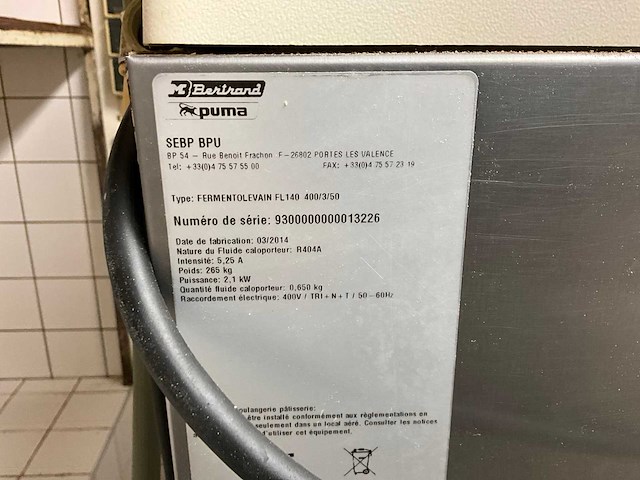 Bertrand
puma
SEBP BPU
BP 54 - Rue Benoit Frachon F-26802 PORTES LES VALENCE
Tel: +33(0)4 75 57 55 00 FAX: +33(0)4 75 57 23 19
Type: FERMENTOLEVAIN FL140 400/3/50
Numéro de série: 9300000000013226
Date de fabrication: 03/2014
Nature du Fluide caloporteur: R404A
Intensité: 5,25 A
Poids: 265 kg
Puissance: 2,1 kW
Quantité fluide caloporteur: 0,650 kg
Raccordement électrique: 400V / TRI+N+T / 50-60Hz
oulangerie pâtisserie:
être installé conformément aux règlementations en
seulement dans un local aéré. Consulter les notices
d'utiliser cet équipement.